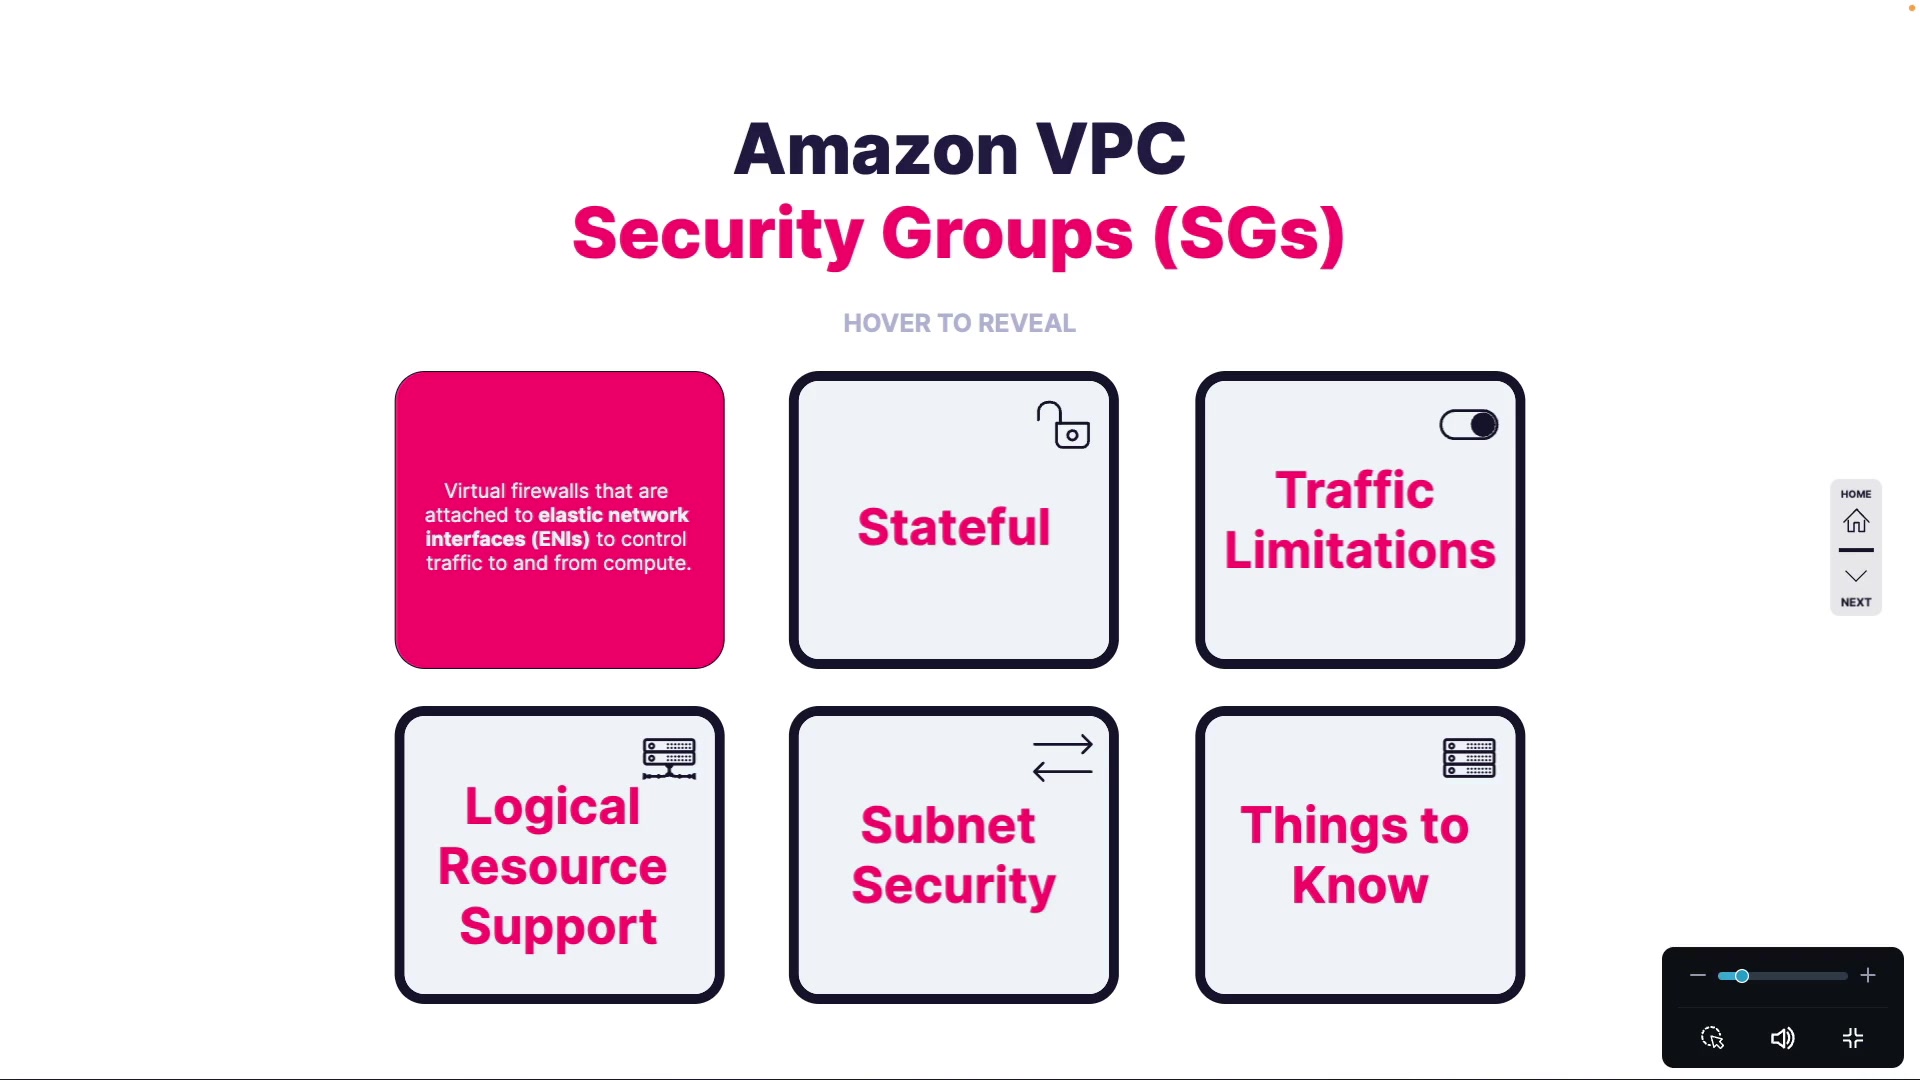 Amazon VPC
Security Groups (SGs)
HOVER TO REVEAL
Virtual firewalls that are
attached to elastic network
interfaces (ENIs) to control
traffic to and from compute.
Stateful
Traffic
Limitations
Logical
Resource
Support
Subnet
Security
Things to
Know
HOME
NEXT